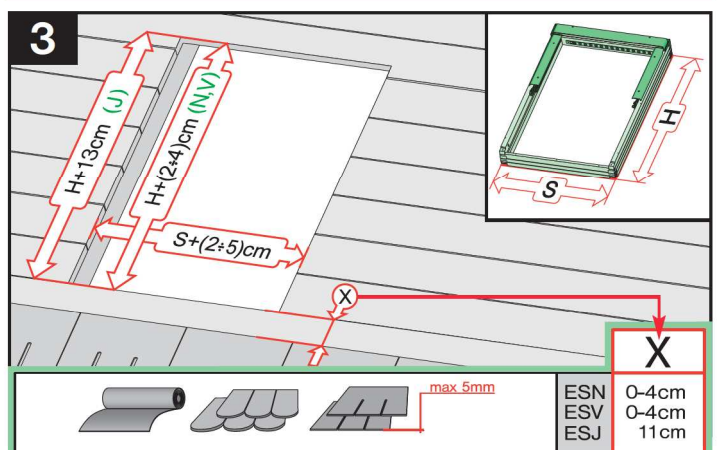 3
H+13cm (J)
H+(2÷4)cm (N,V)
S+(2÷5)cm
H
S
X
X
max 5mm
ESN 0-4cm
ESV 0-4cm
ESJ 11cm